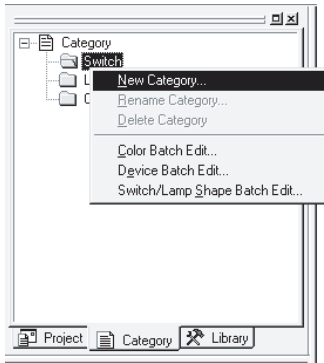 Category
Switch
New Category...
L
Rename Category...
C
Delete Category
Color Batch Edit...
Device Batch Edit...
Switch/Lamp Shape Batch Edit...
Project
Category
Library